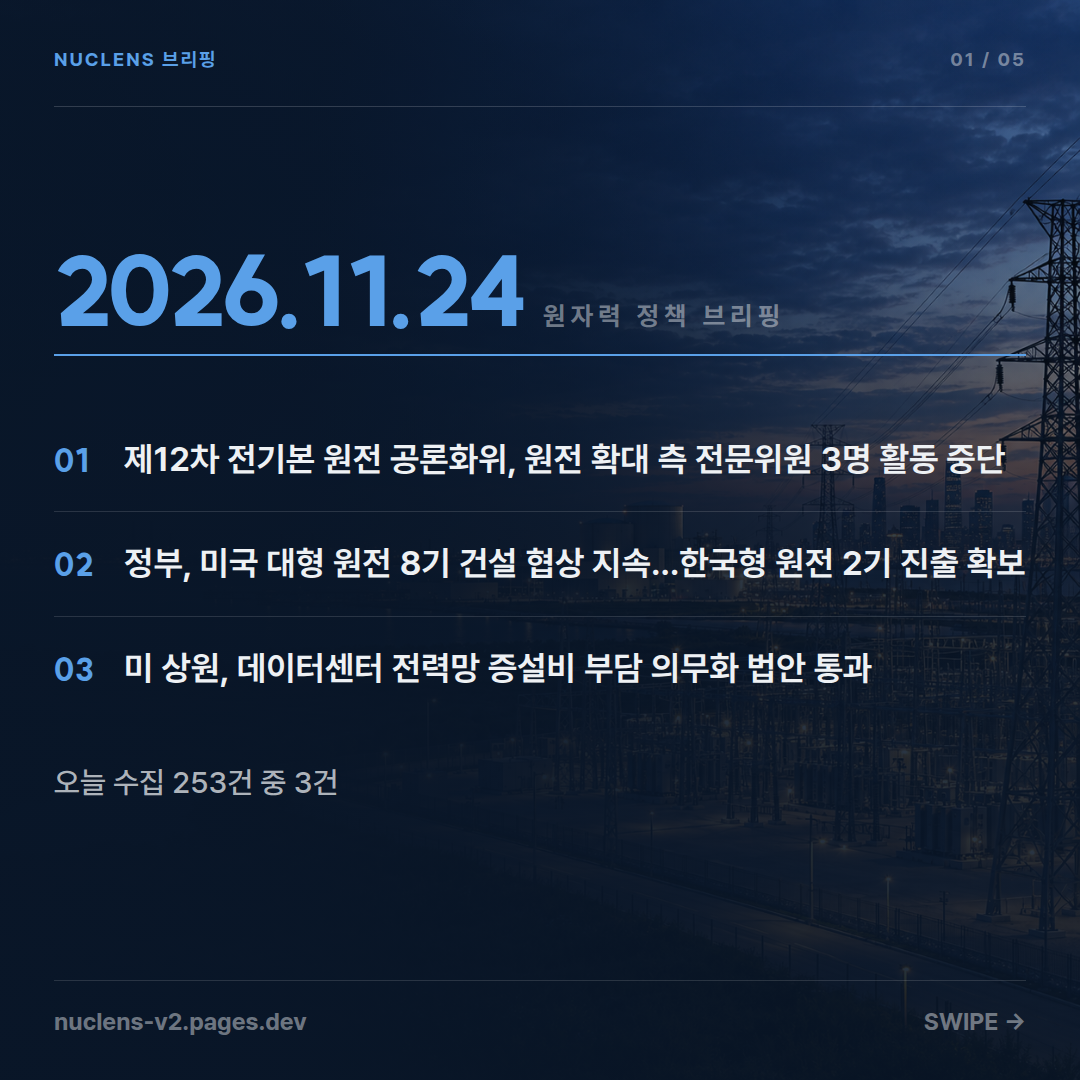 NUCLENS 브리핑
01 / 05
2026.11.24 원자력 정책 브리핑
01 제12차 전기본 원전 공론화위, 원전 확대 측 전문위원 3명 활동 중단
02 정부, 미국 대형 원전 8기 건설 협상 지속...한국형 원전 2기 진출 확보
03 미 상원, 데이터센터 전력망 증설비 부담 의무화 법안 통과
오늘 수집 253건 중 3건
nuclens-v2.pages.dev
SWIPE →